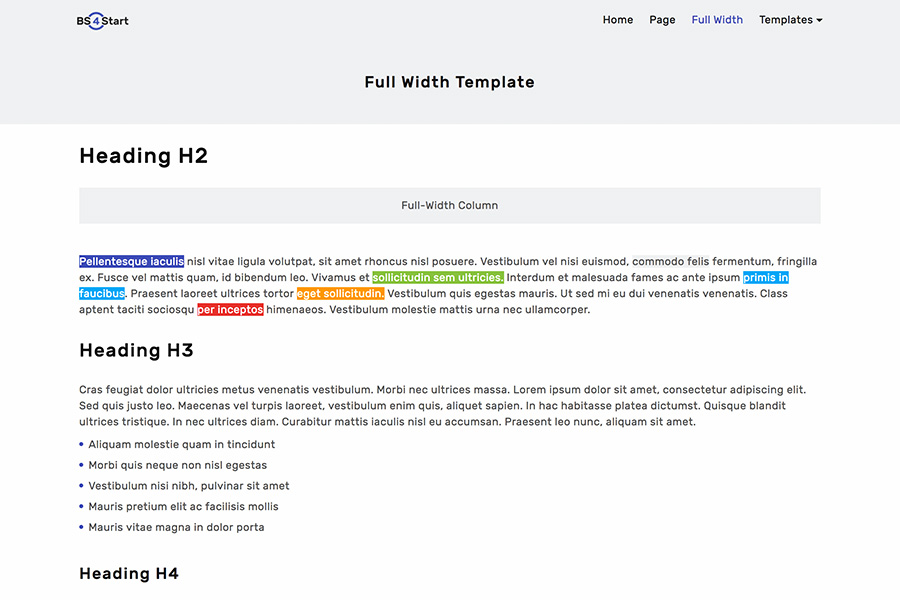 BS4Start
Home Page Full Width Templates
Full Width Template
Heading H2
Full-Width Column
Pellentesque iaculis nisl vitae ligula volutpat, sit amet rhoncus nisl posuere. Vestibulum vel nisi euismod, commodo felis fermentum, fringilla
ex. Fusce vel mattis quam, id bibendum leo. Vivamus et sollicitudin sem ultricies. Interdum et malesuada fames ac ante ipsum primis in
faucibus. Praesent laoreet ultrices tortor eget sollicitudin. Vestibulum quis egestas mauris. Ut sed mi eu dui venenatis venenatis. Class
aptent taciti sociosqu per inceptos himenaeos. Vestibulum molestie mattis urna nec ullamcorper.
Heading H3
Cras feugiat dolor ultricies metus venenatis vestibulum. Morbi nec ultrices massa. Lorem ipsum dolor sit amet, consectetur adipiscing elit.
Sed quis justo leo. Maecenas vel turpis laoreet, vestibulum enim quis, aliquet sapien. In hac habitasse platea dictumst. Quisque blandit
ultrices tristique. In nec ultrices diam. Curabitur mattis iaculis nisl eu accumsan. Praesent leo nunc, aliquam sit amet.
• Aliquam molestie quam in tincidunt
• Morbi quis neque non nisl egestas
• Vestibulum nisi nibh, pulvinar sit amet
• Mauris pretium elit ac facilisis mollis
• Mauris vitae magna in dolor porta
Heading H4